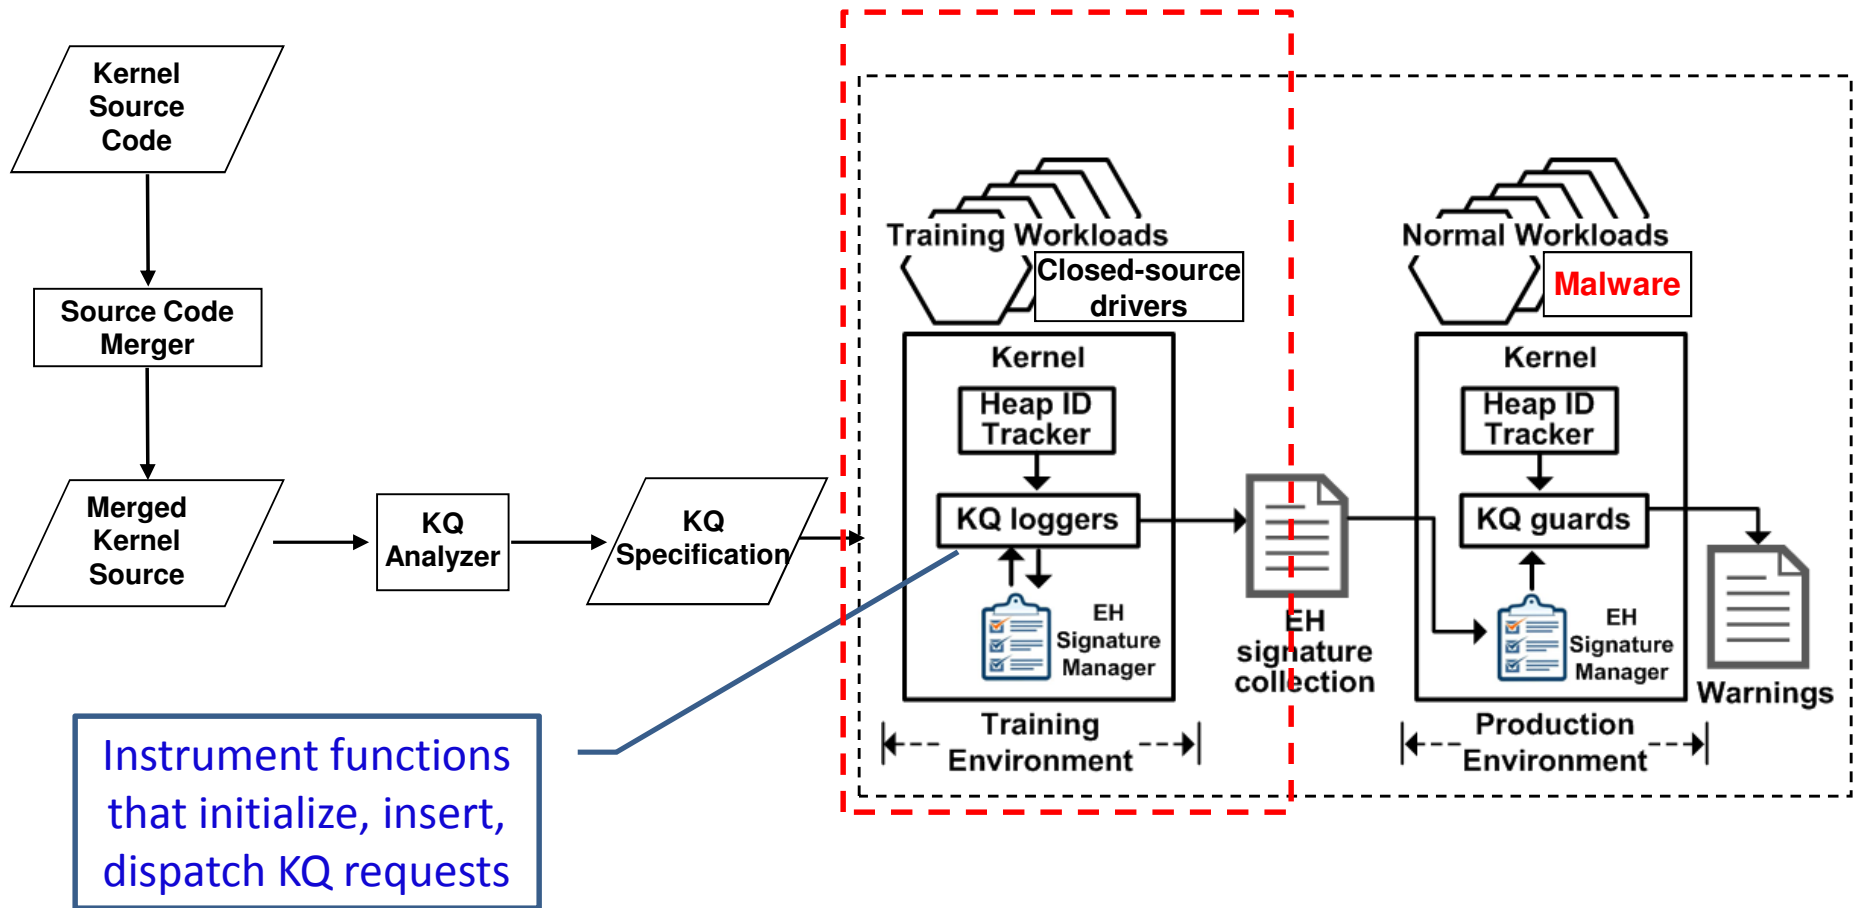 Kernel
Source
Code
Source Code
Merger
Merged
Kernel
Source
KQ
Analyzer
KQ
Specification
Training Workloads
Closed-source
drivers
Kernel
Heap ID
Tracker
KQ loggers
EH
Signature
Manager
Training
Environment
EH
signature
collection
Normal Workloads
Malware
Kernel
Heap ID
Tracker
KQ guards
EH
Signature
Manager
Production
Environment
Warnings
Instrument functions
that initialize, insert,
dispatch KQ requests